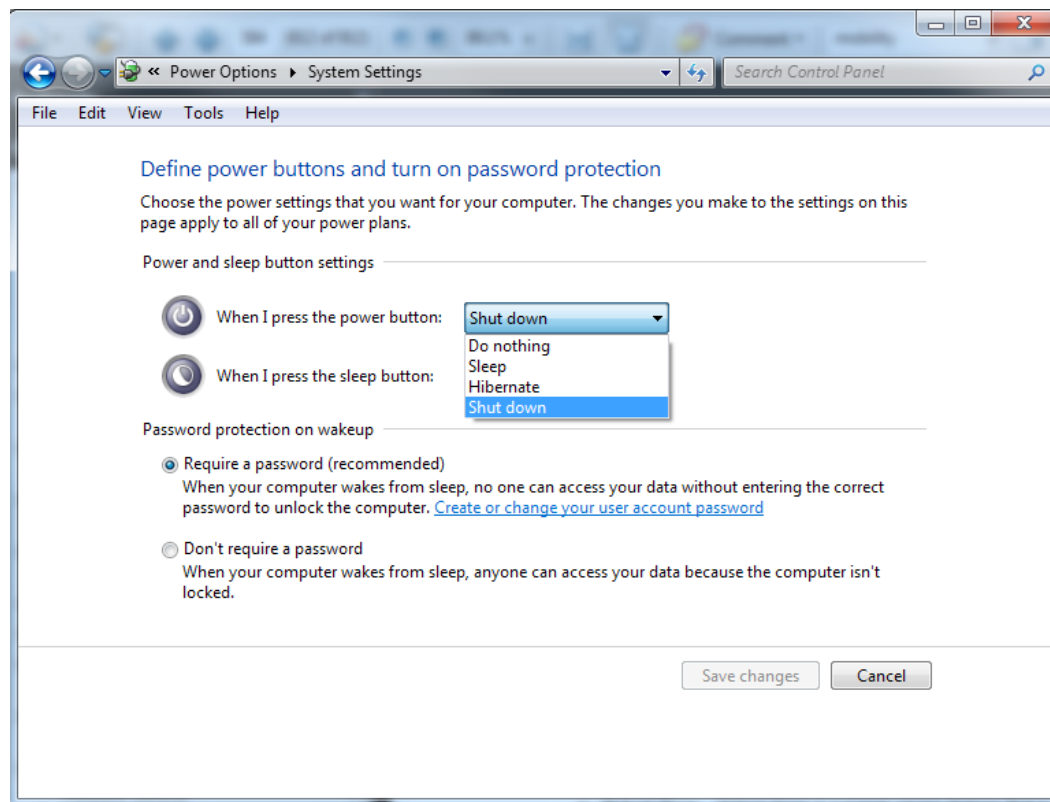 « Power Options ▸ System Settings
Search Control Panel
File Edit View Tools Help
Define power buttons and turn on password protection
Choose the power settings that you want for your computer. The changes you make to the settings on this
page apply to all of your power plans.
Power and sleep button settings
When I press the power button: Shut down
Do nothing
Sleep
When I press the sleep button:
Hibernate
Shut down
Password protection on wakeup
Require a password (recommended)
When your computer wakes from sleep, no one can access your data without entering the correct
password to unlock the computer. Create or change your user account password
Don't require a password
When your computer wakes from sleep, anyone can access your data because the computer isn't
locked.
Save changes Cancel